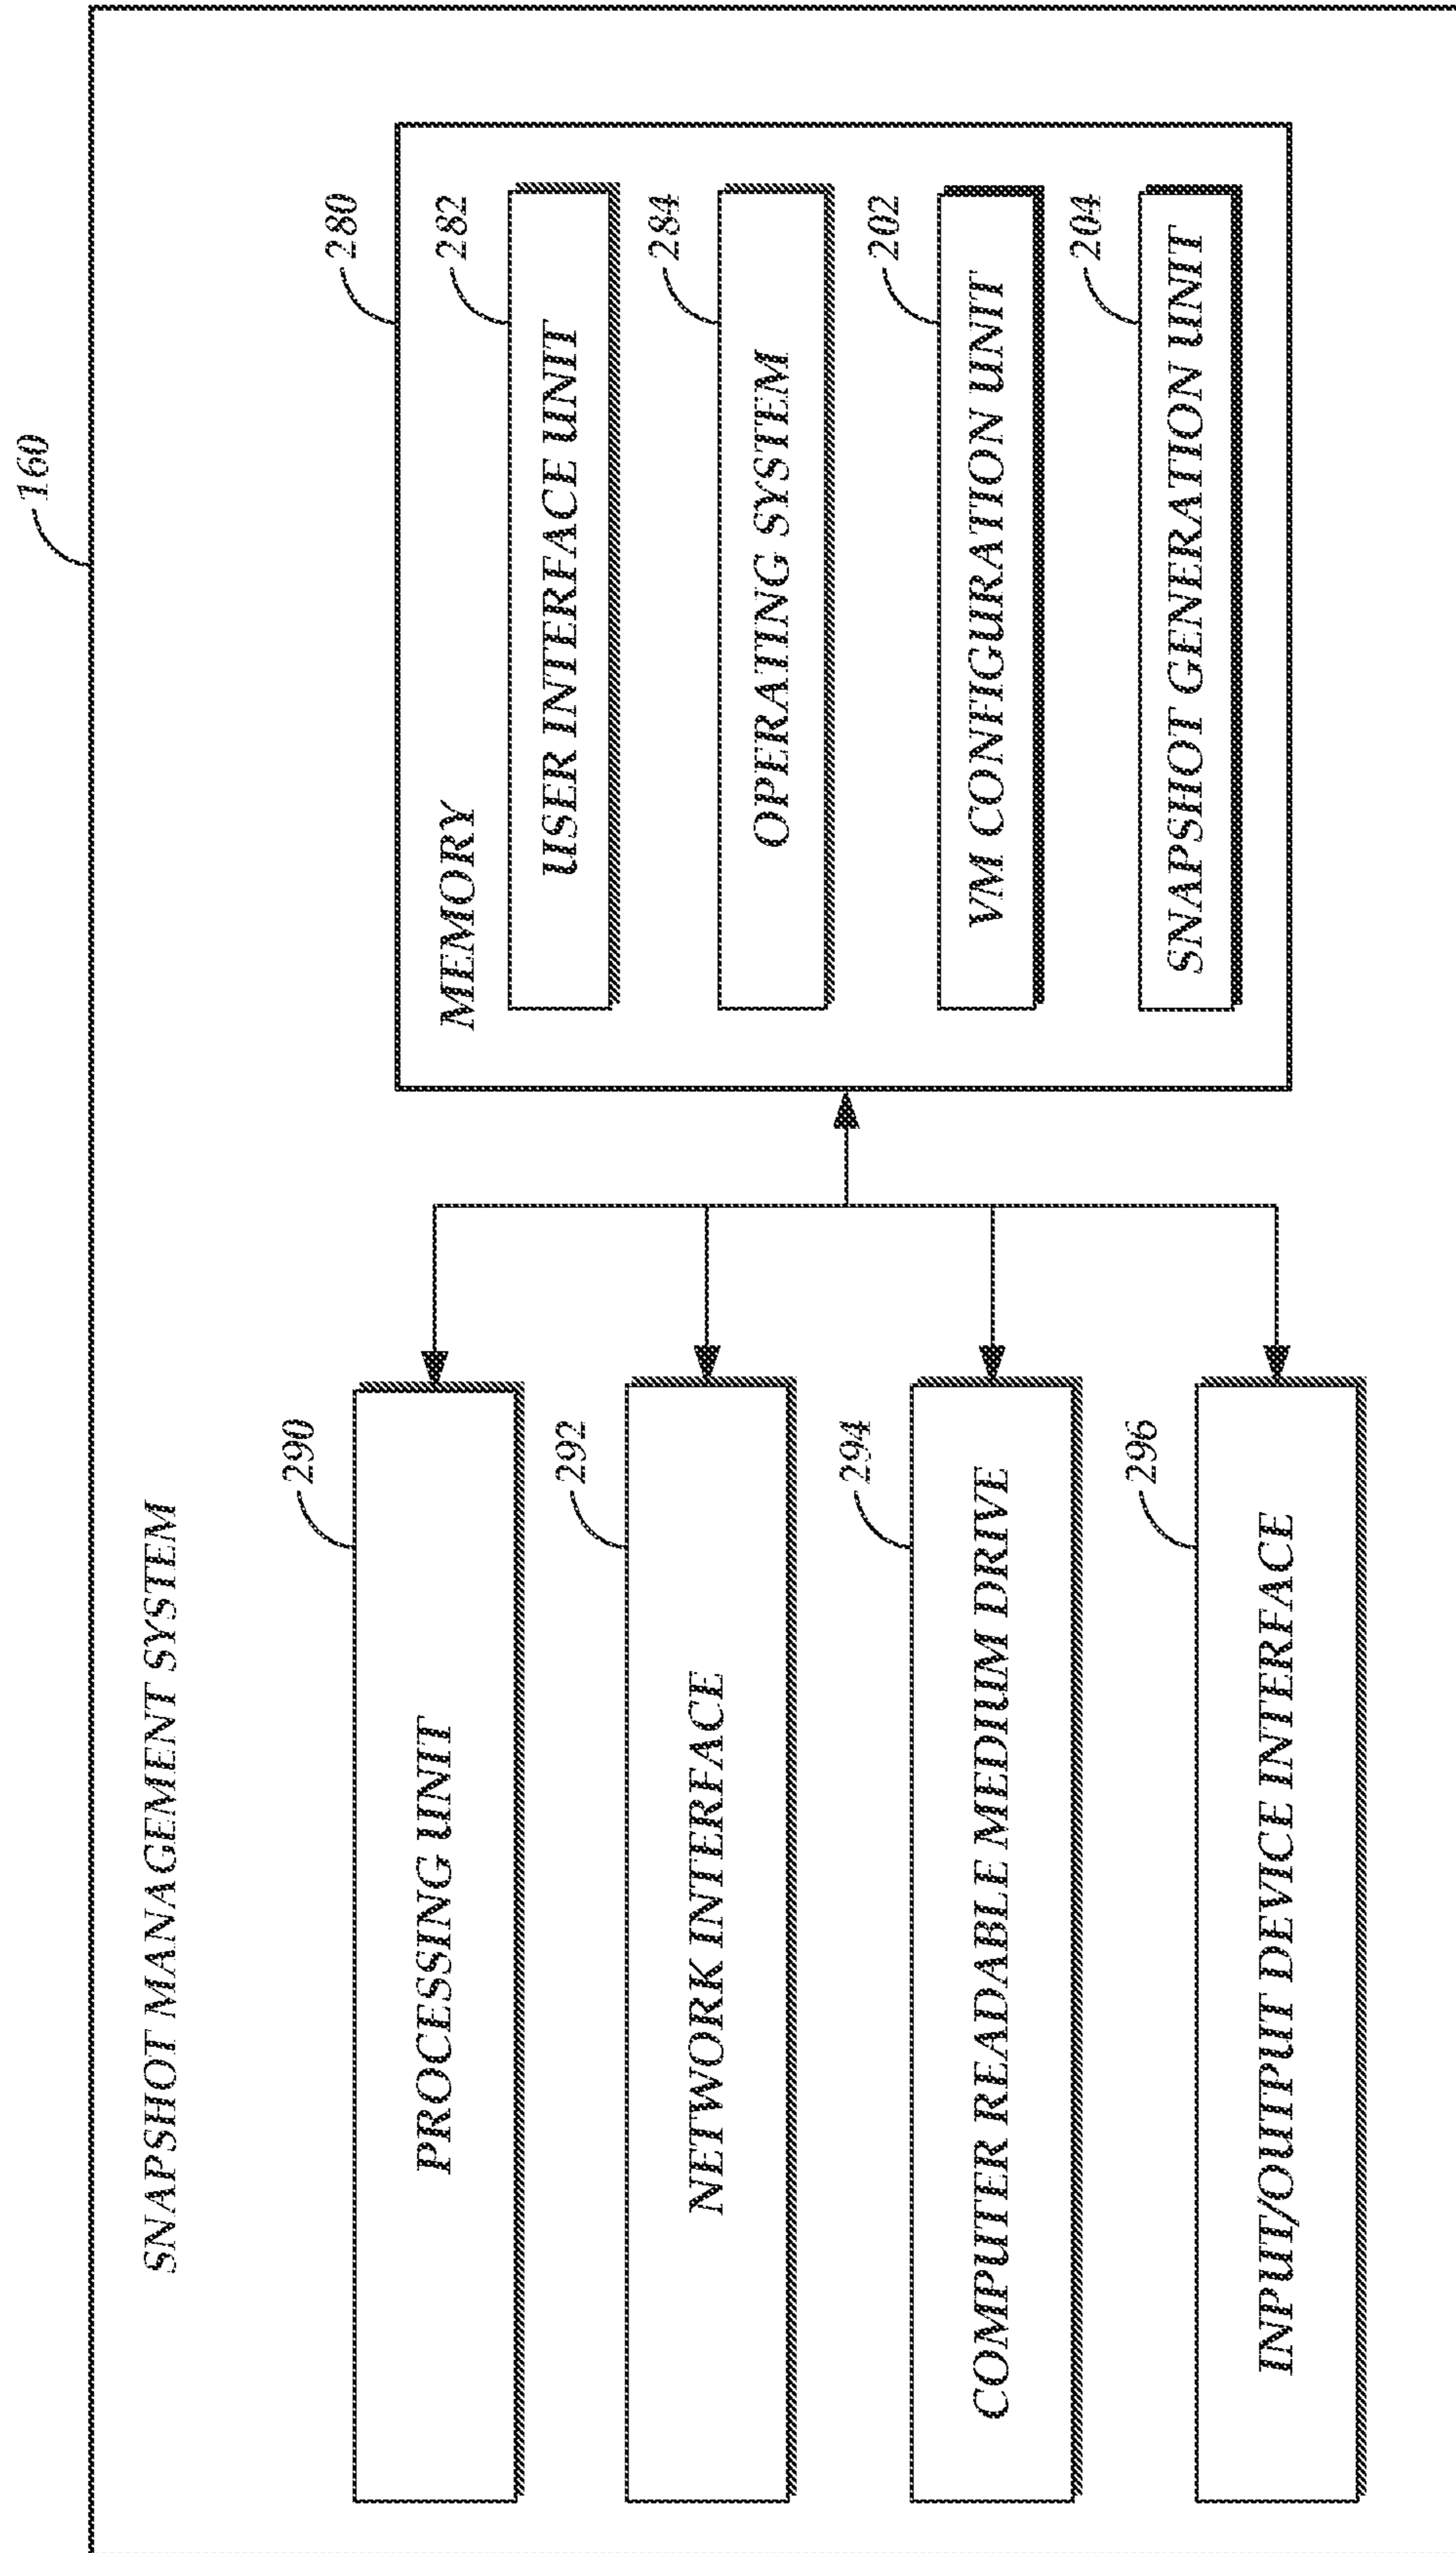 160
SNAPSHOT MANAGEMENT SYSTEM
290
PROCESSING UNIT
292
NETWORK INTERFACE
294
COMPUTER READABLE MEDIUM DRIVE
296
INPUT/OUTPUT DEVICE INTERFACE
280
MEMORY
282
USER INTERFACE UNIT
284
OPERATING SYSTEM
202
VM CONFIGURATION UNIT
204
SNAPSHOT GENERATION UNIT